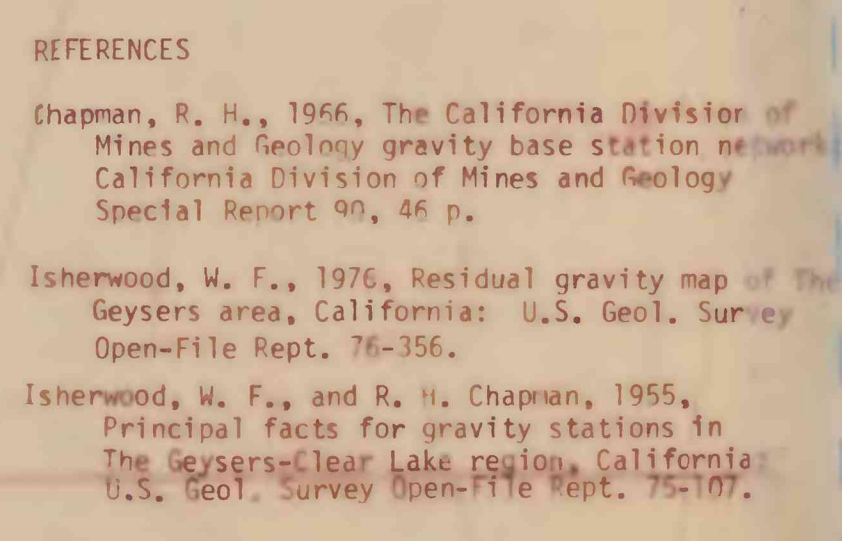 REFERENCES
Chapman, R. H., 1966, The California Division of
Mines and Geology gravity base station network:
California Division of Mines and Geology
Special Report 90, 46 p.
Isherwood, W. F., 1976, Residual gravity map of The
Geysers area, California: U.S. Geol. Survey
Open-File Rept. 76-356.
Isherwood, W. F., and R. H. Chapman, 1955,
Principal facts for gravity stations in
The Geysers-Clear Lake region, California:
U.S. Geol. Survey Open-File Rept. 75-107.